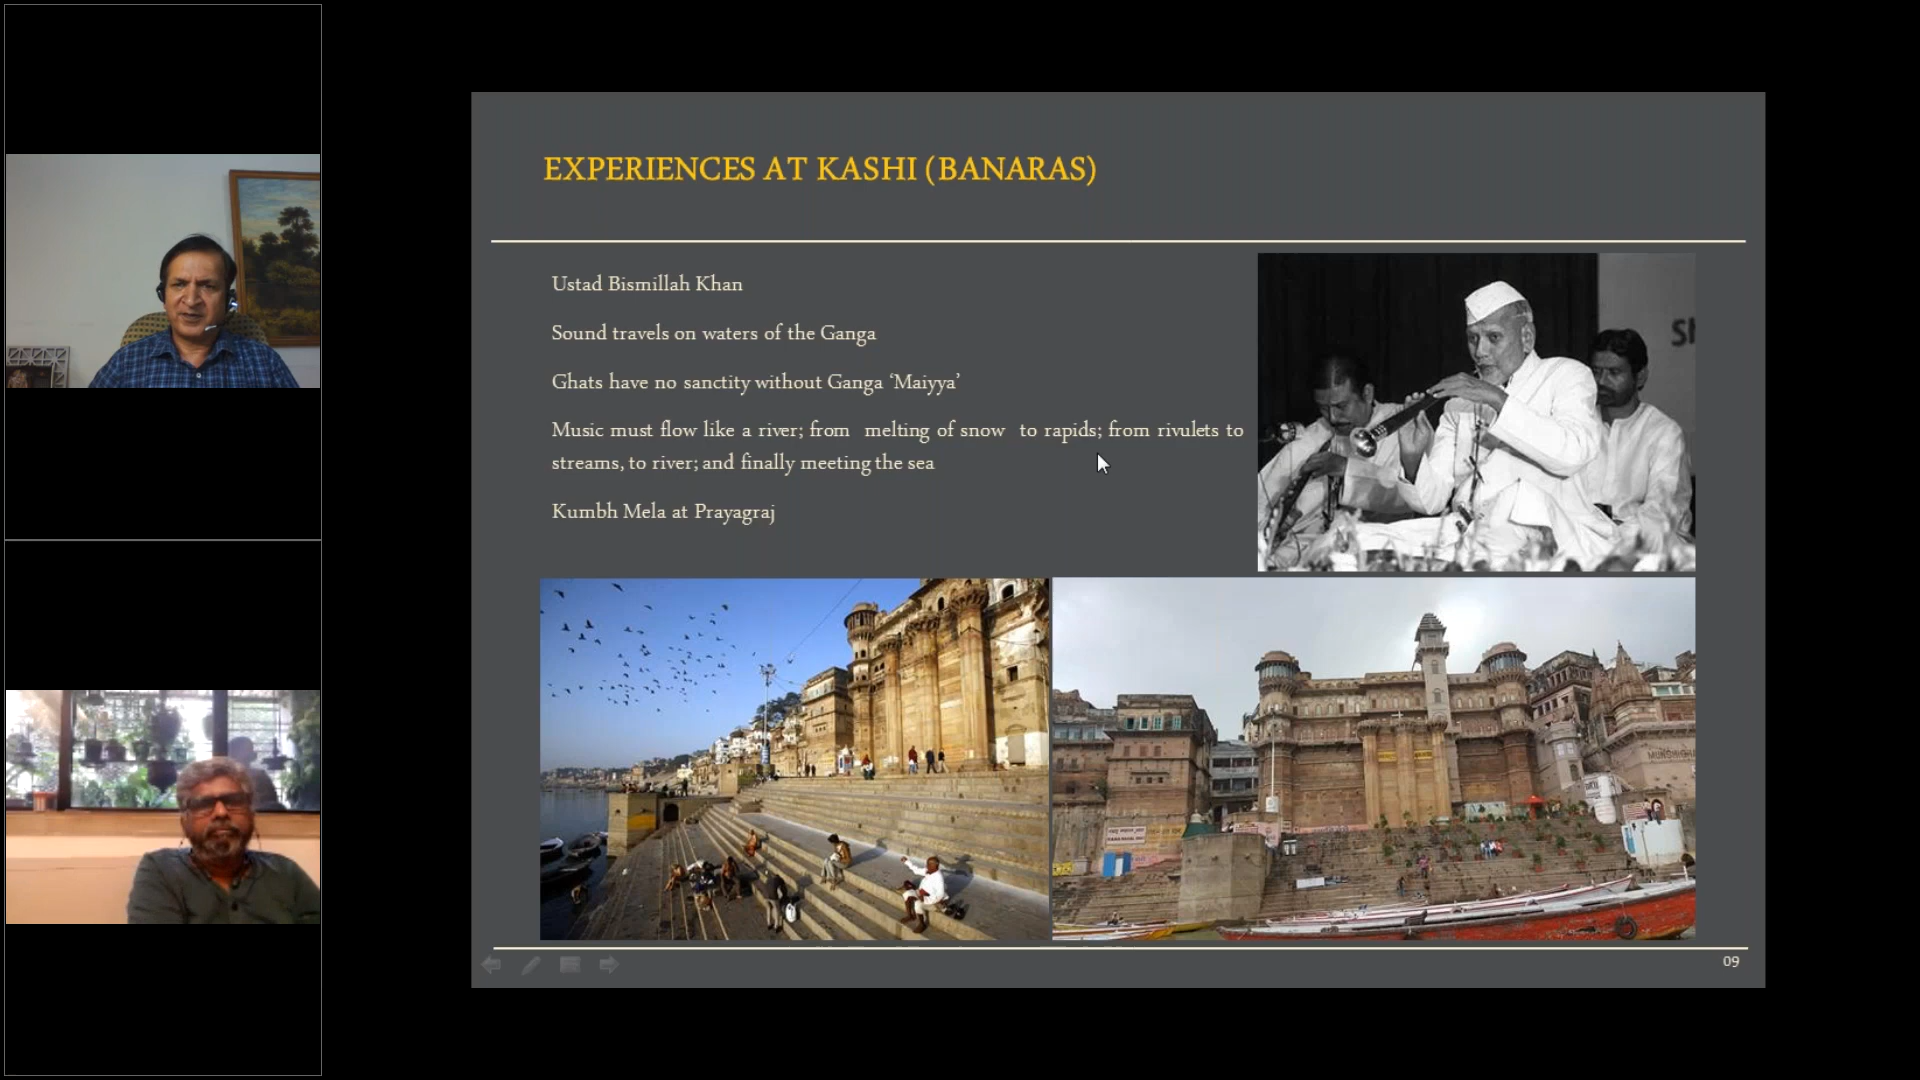 EXPERIENCES AT KASHI (BANARAS)
Ustad Bismillah Khan
Sound travels on waters of the Ganga
Ghats have no sanctity without Ganga ‘Maiyya’
Music must flow like a river; from melting of snow to rapids; from rivulets to
streams, to river; and finally meeting the sea
Kumbh Mela at Prayagraj
09